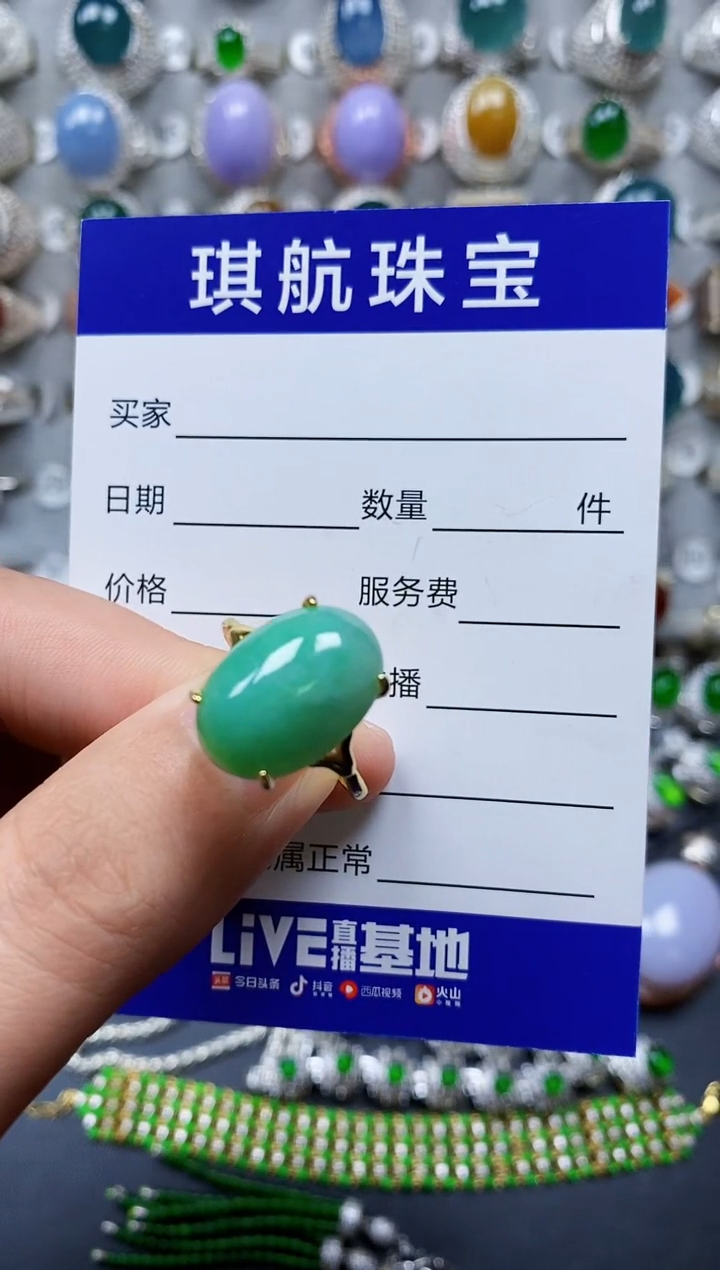 琪航珠宝
买家
日期 数量 件
价格 服务费
播
属正常
LiVE直播基地
今日头条 抖音 西瓜视频 火山